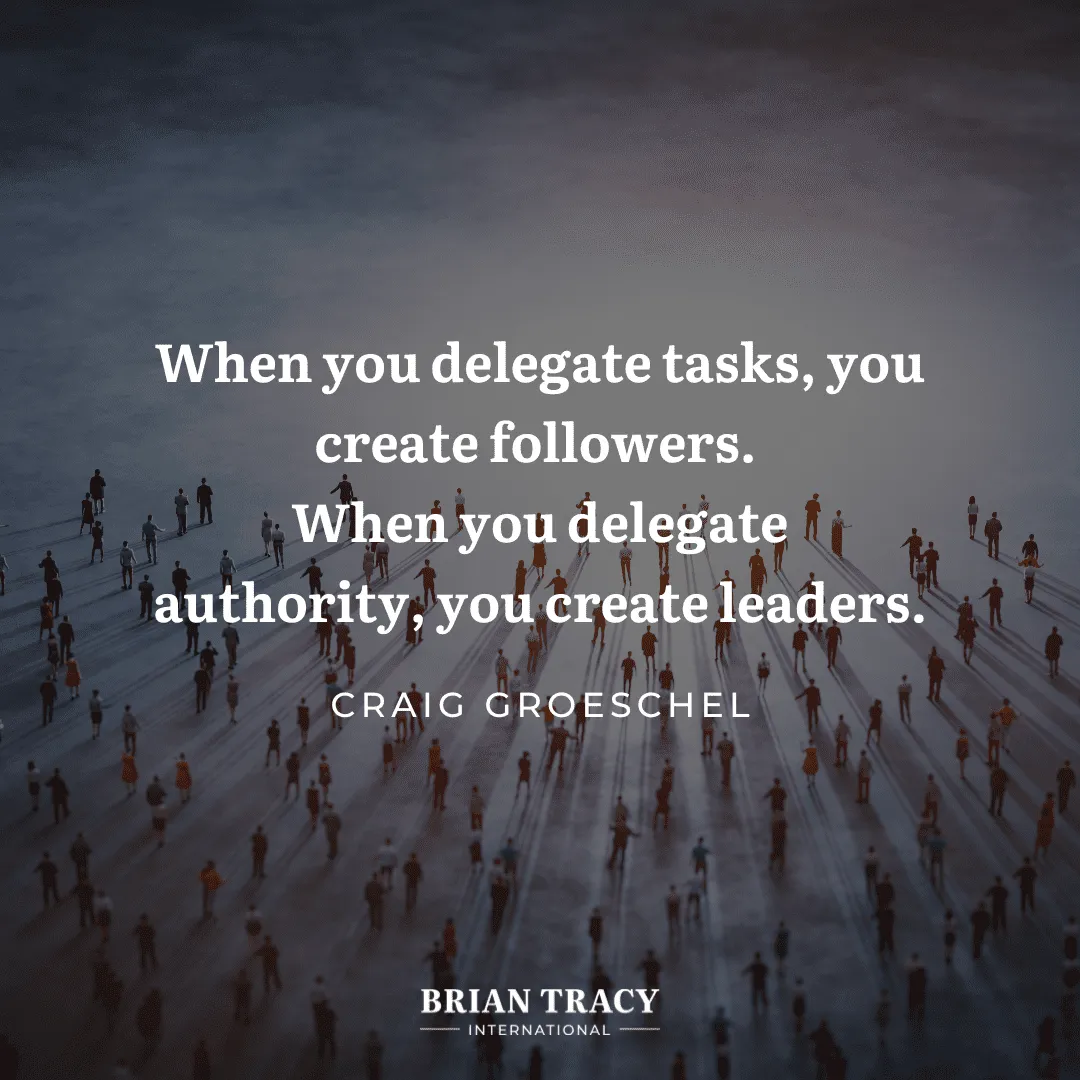 When you delegate tasks, you
create followers.
When you delegate
authority, you create leaders.
CRAIG GROESCHEL
BRIAN TRACY
INTERNATIONAL